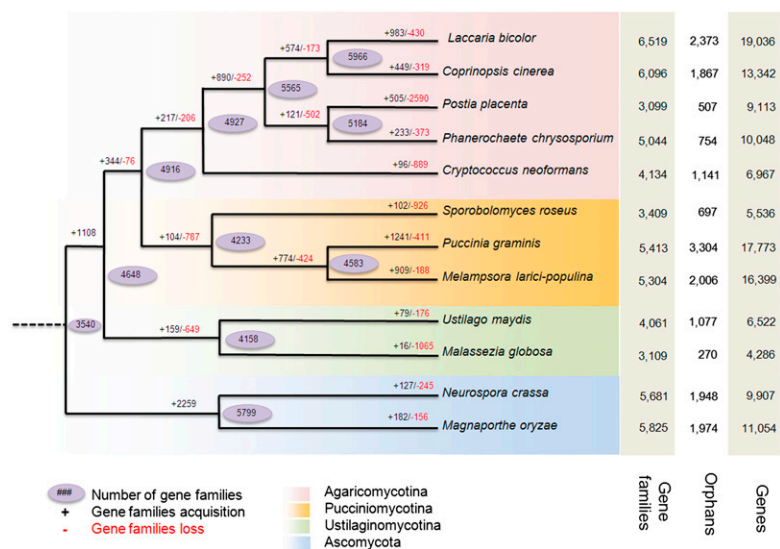 +983/-430
Laccaria bicolor 6,519 2,373 19,036
+574/-173
5966
+449/-319
Coprinopsis cinerea 6,096 1,867 13,342
+890/-252
5565
+505/-2590
Postia placenta 3,099 507 9,113
+121/-502
+217/-206
4927
5184
+233/-373
Phanerochaete chrysosporium 5,044 754 10,048
+344/-76
4916
+96/-889
Cryptococcus neoformans 4,134 1,141 6,967
+102/-926
Sporobolomyces roseus 3,409 697 5,536
+1108
+104/-787
4233
+1241/-411
Puccinia graminis 5,413 3,304 17,773
+774/-424
4583
4648
+909/-188
Melampsora larici-populina 5,304 2,006 16,399
3540
+79/-176
Ustilago maydis 4,061 1,077 6,522
+159/-649
4158
+16/-1065
Malassezia globosa 3,109 270 4,286
+127/-245
Neurospora crassa 5,681 1,948 9,907
+2259
5799
+182/-156
Magnaporthe oryzae 5,825 1,974 11,054
### Number of gene families
+ Gene families acquisition
- Gene families loss
Agaricomycotina
Pucciniomycotina
Ustilaginomycotina
Ascomycota
Gene families
Orphans
Genes